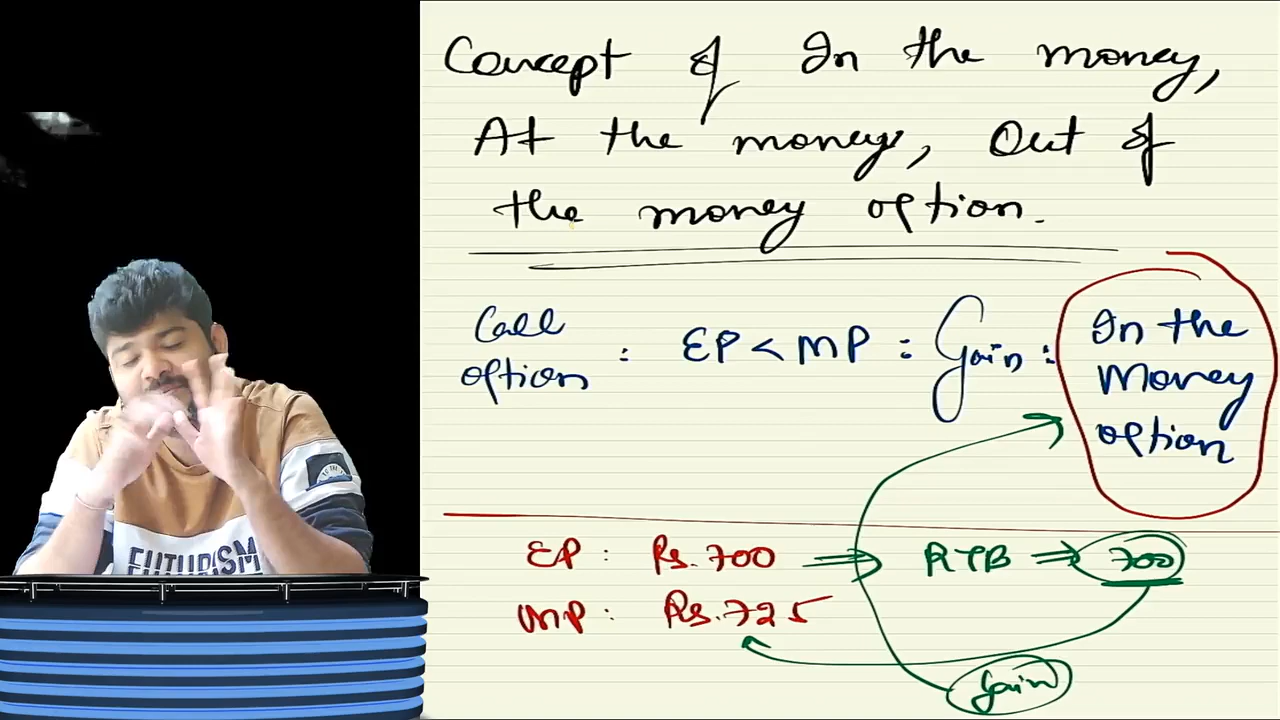 Concept of In the money,
At the money, Out of
the money option.
Call
option : EP < MP = Gain :
In the
Money
option
EP : Rs. 700 ⇒ RTB ⇒ 700
MP : Rs. 725
Gain
FUTURISM